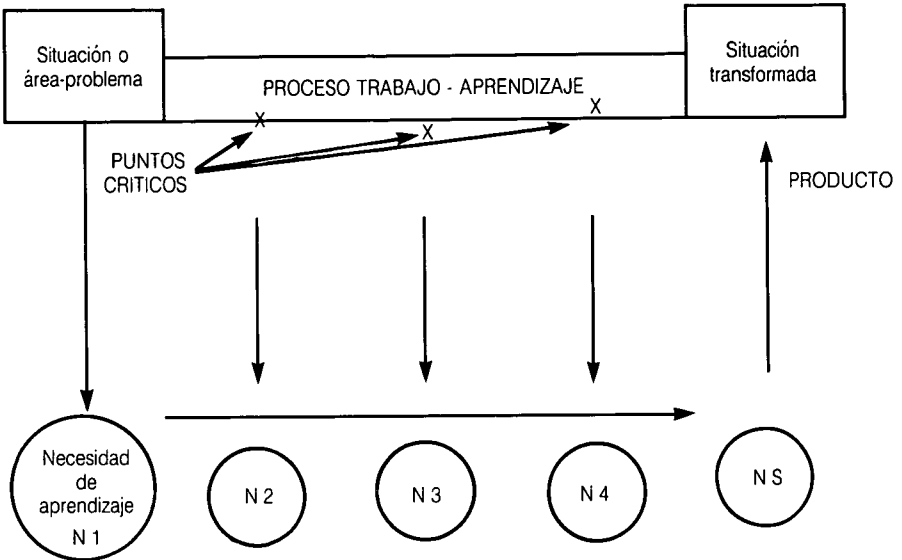 Situación o
área-problema
PROCESO TRABAJO - APRENDIZAJE
Situación
transformada
X
X
X
PUNTOS
CRITICOS
PRODUCTO
Necesidad
de
aprendizaje
N 1
N 2
N 3
N 4
N S